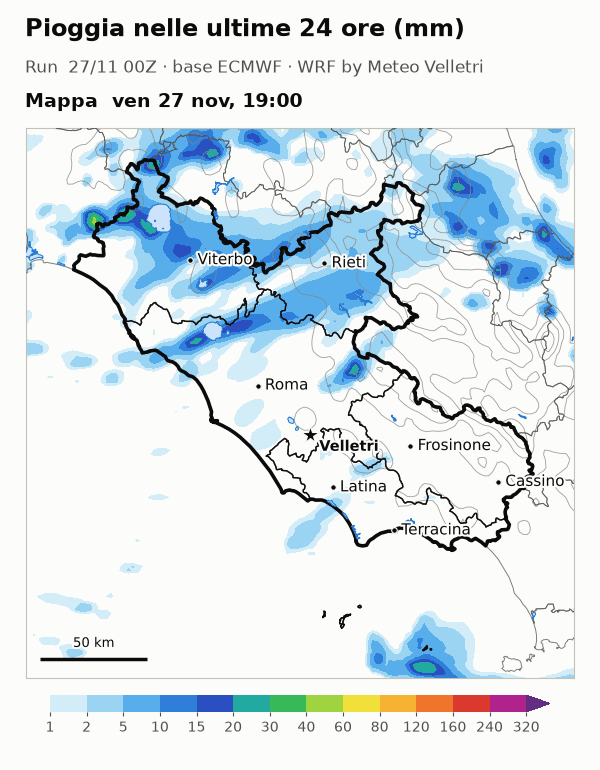 Pioggia nelle ultime 24 ore (mm)
Run  27/11 00Z · base ECMWF · WRF by Meteo Velletri
Mappa  ven 27 nov, 19:00
Viterbo
Rieti
Roma
Velletri
Frosinone
Latina
Cassino
Terracina
50 km
1 2 5 10 15 20 30 40 60 80 120 160 240 320